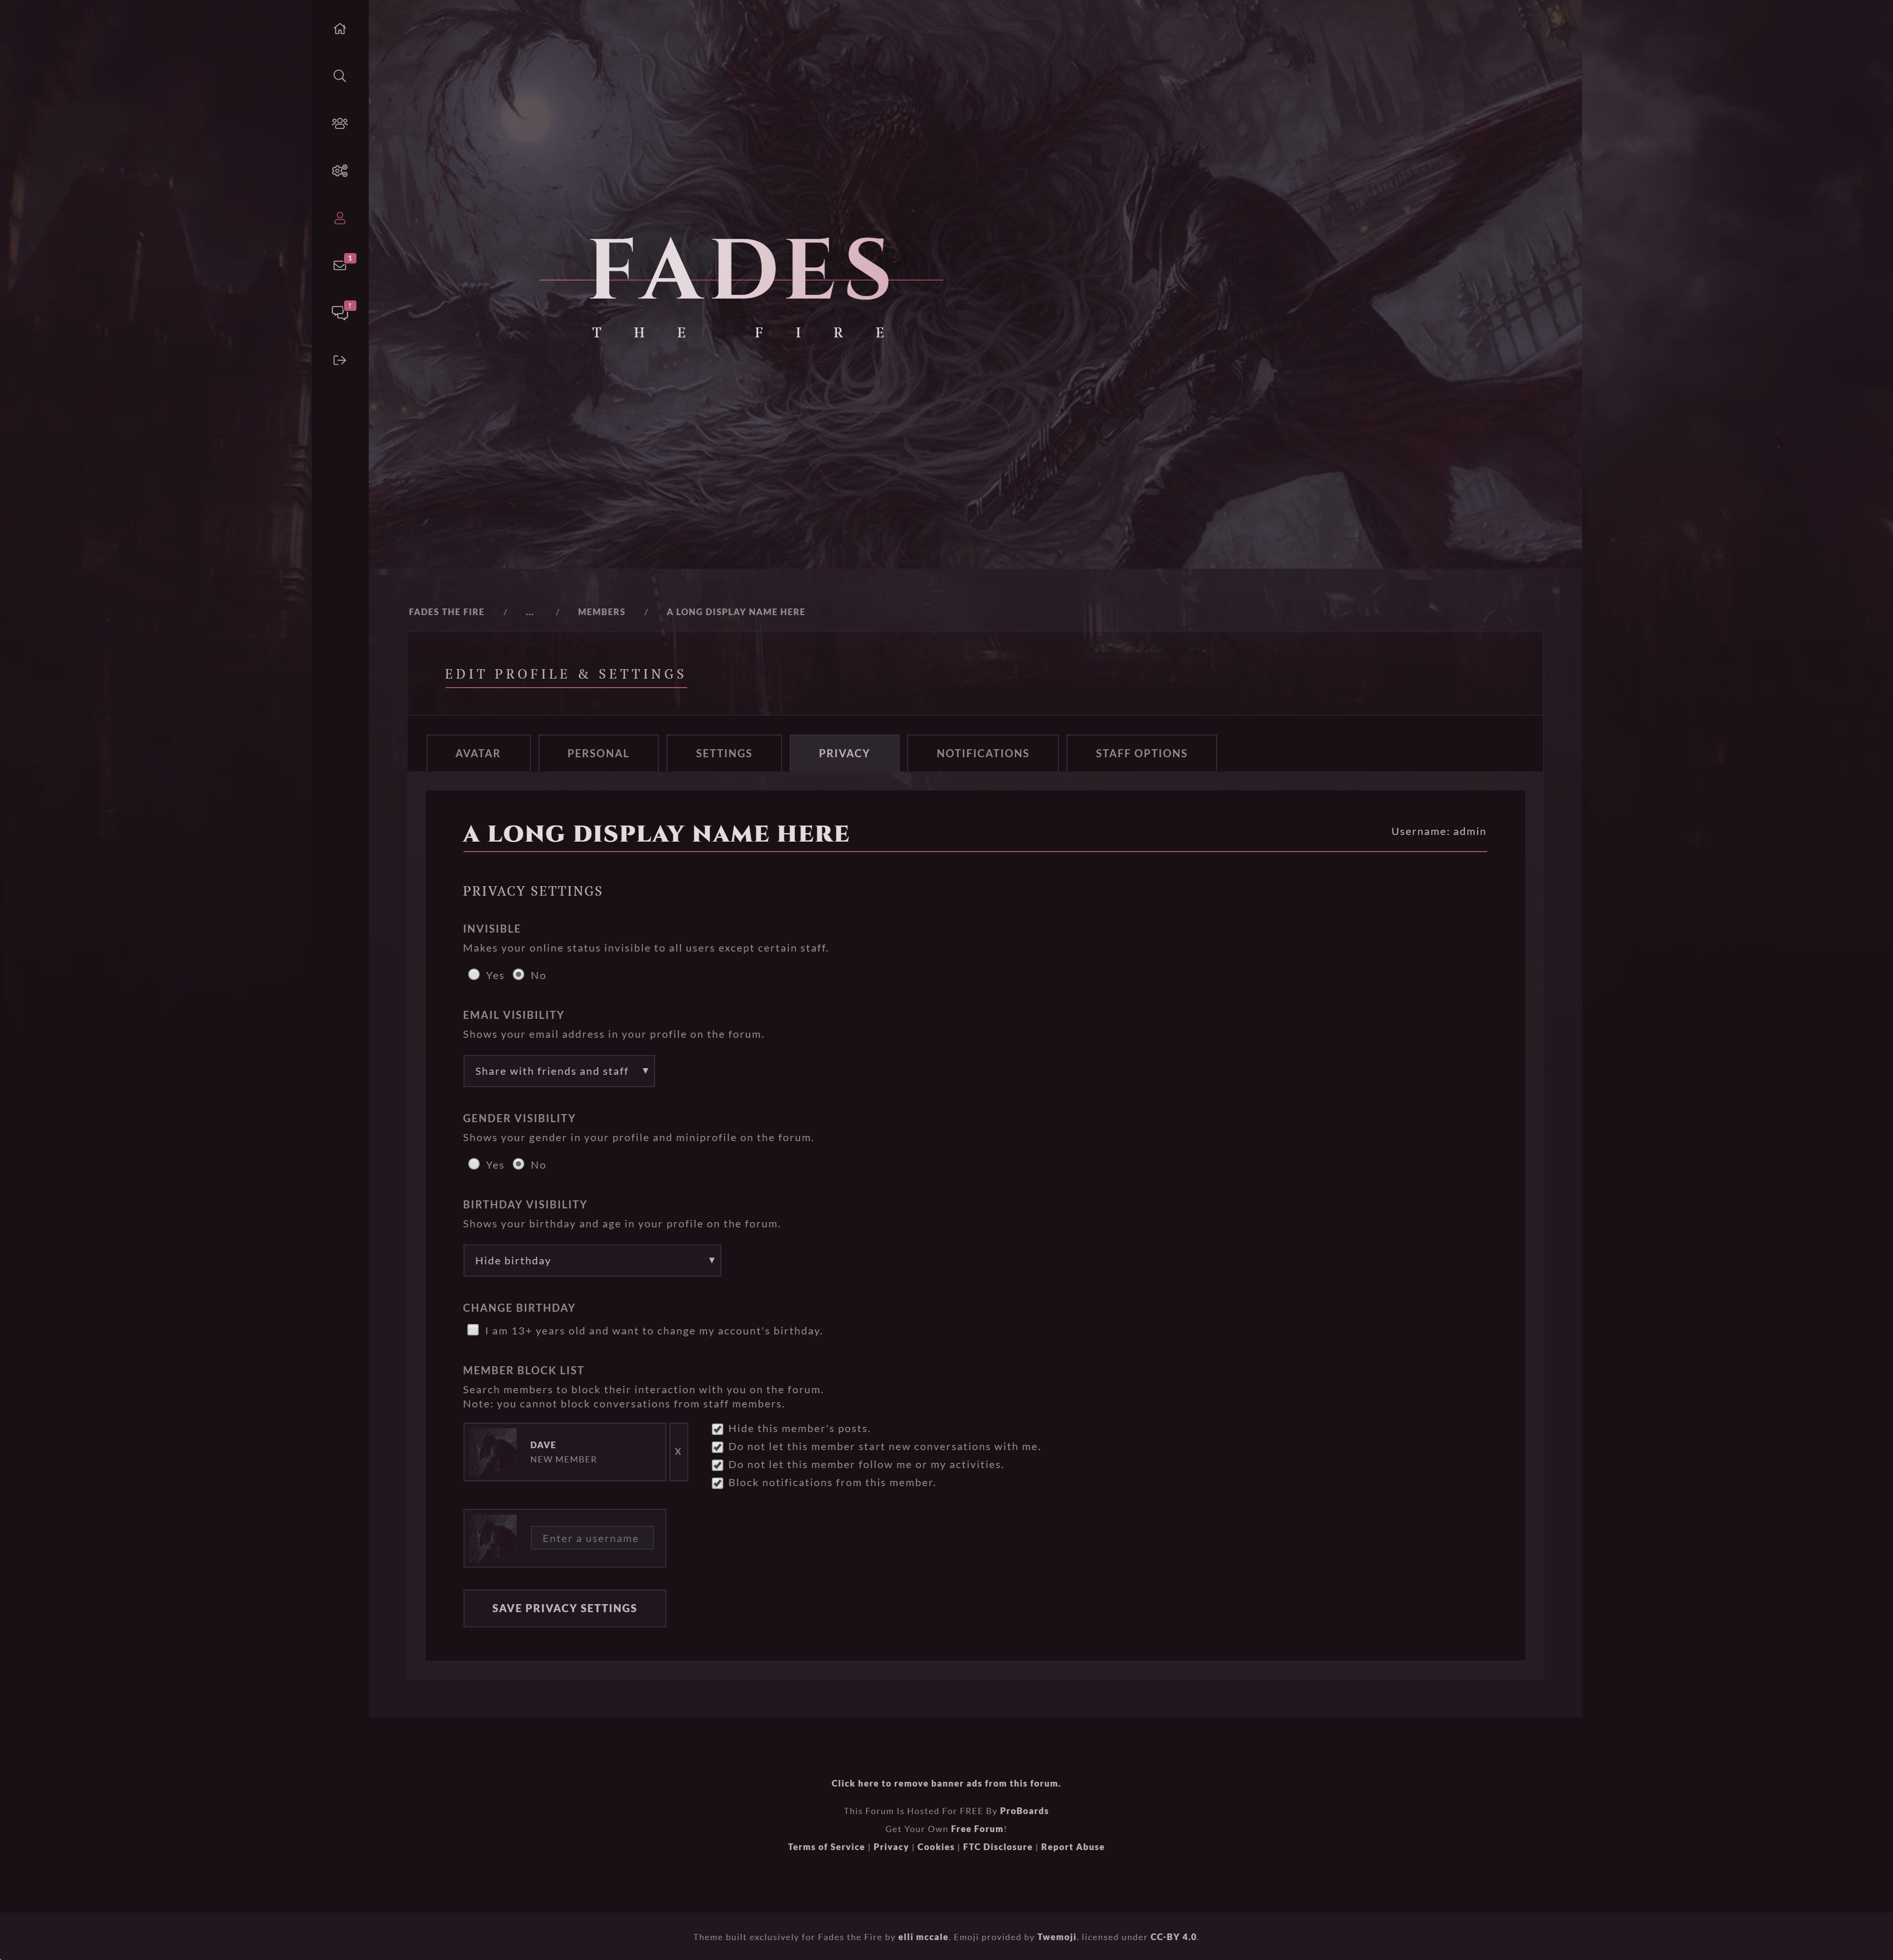 1
!
FADES
THE FIRE
FADES THE FIRE / ... / MEMBERS / A LONG DISPLAY NAME HERE
EDIT PROFILE & SETTINGS
AVATAR PERSONAL SETTINGS PRIVACY NOTIFICATIONS STAFF OPTIONS
A LONG DISPLAY NAME HERE Username: admin
PRIVACY SETTINGS
INVISIBLE
Makes your online status invisible to all users except certain staff.
Yes No
EMAIL VISIBILITY
Shows your email address in your profile on the forum.
Share with friends and staff
GENDER VISIBILITY
Shows your gender in your profile and miniprofile on the forum.
Yes No
BIRTHDAY VISIBILITY
Shows your birthday and age in your profile on the forum.
Hide birthday
CHANGE BIRTHDAY
I am 13+ years old and want to change my account's birthday.
MEMBER BLOCK LIST
Search members to block their interaction with you on the forum.
Note: you cannot block conversations from staff members.
DAVE
NEW MEMBER
X
Hide this member's posts.
Do not let this member start new conversations with me.
Do not let this member follow me or my activities.
Block notifications from this member.
Enter a username
SAVE PRIVACY SETTINGS
Click here to remove banner ads from this forum.
This Forum Is Hosted For FREE By ProBoards
Get Your Own Free Forum!
Terms of Service | Privacy | Cookies | FTC Disclosure | Report Abuse
Theme built exclusively for Fades the Fire by elli mccale. Emoji provided by Twemoji, licensed under CC-BY 4.0.